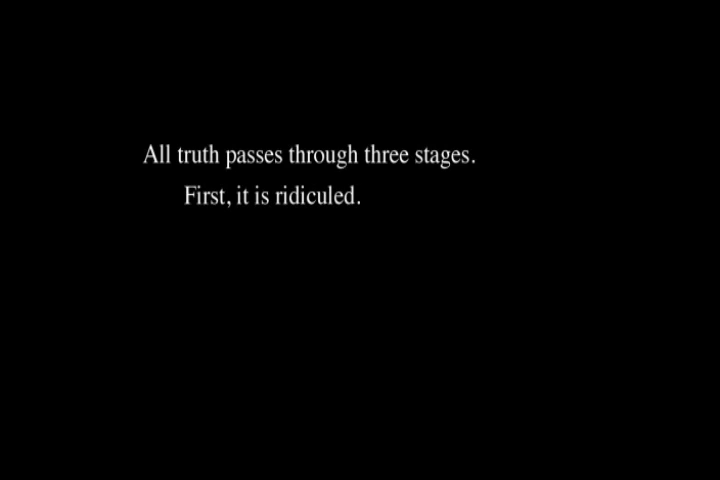 All truth passes through three stages.
First, it is ridiculed.